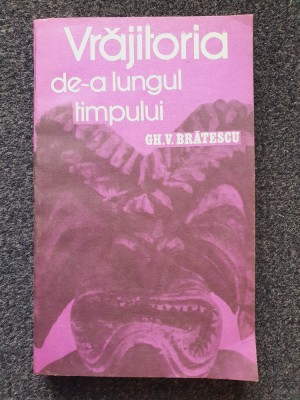 Vrăjitoria
de-a lungul
timpului
GH.V. BRĂTESCU